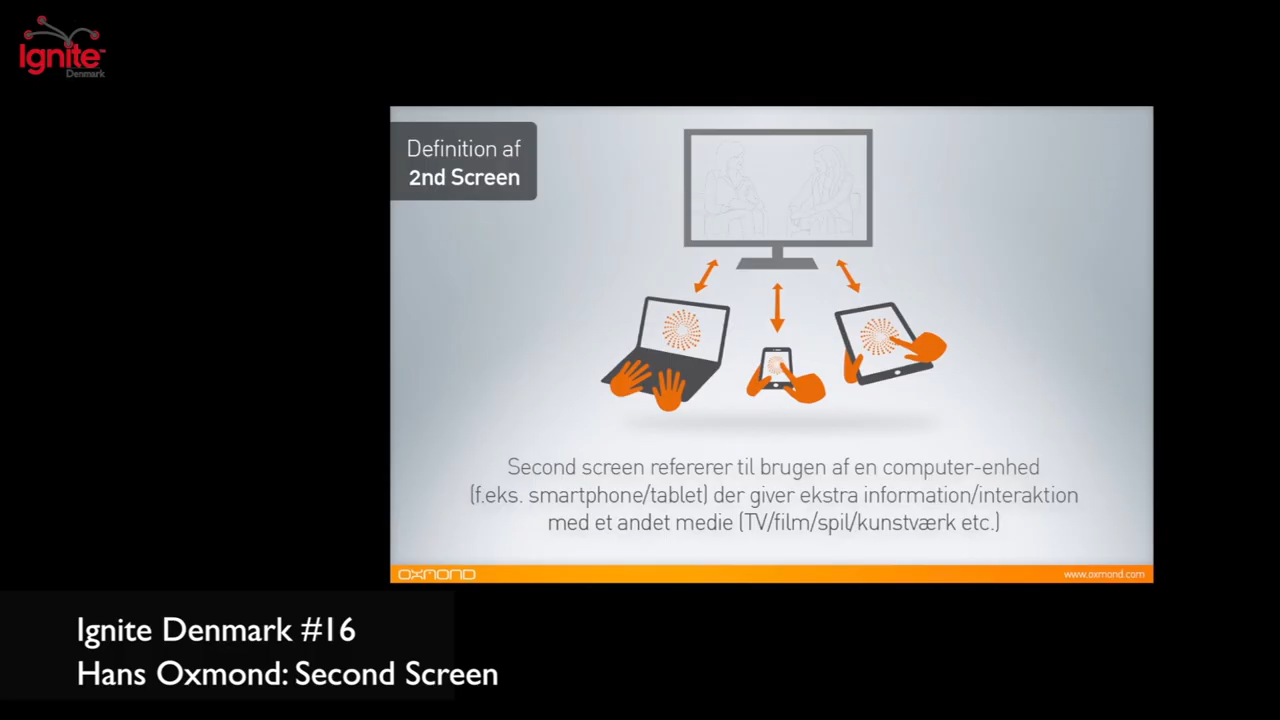 Ignite™
Denmark
Definition af
2nd Screen
Second screen refererer til brugen af en computer-enhed
(f.eks. smartphone/tablet) der giver ekstra information/interaktion
med et andet medie (TV/film/spil/kunstværk etc.)
OXMOND
www.oxmond.com
Ignite Denmark #16
Hans Oxmond: Second Screen